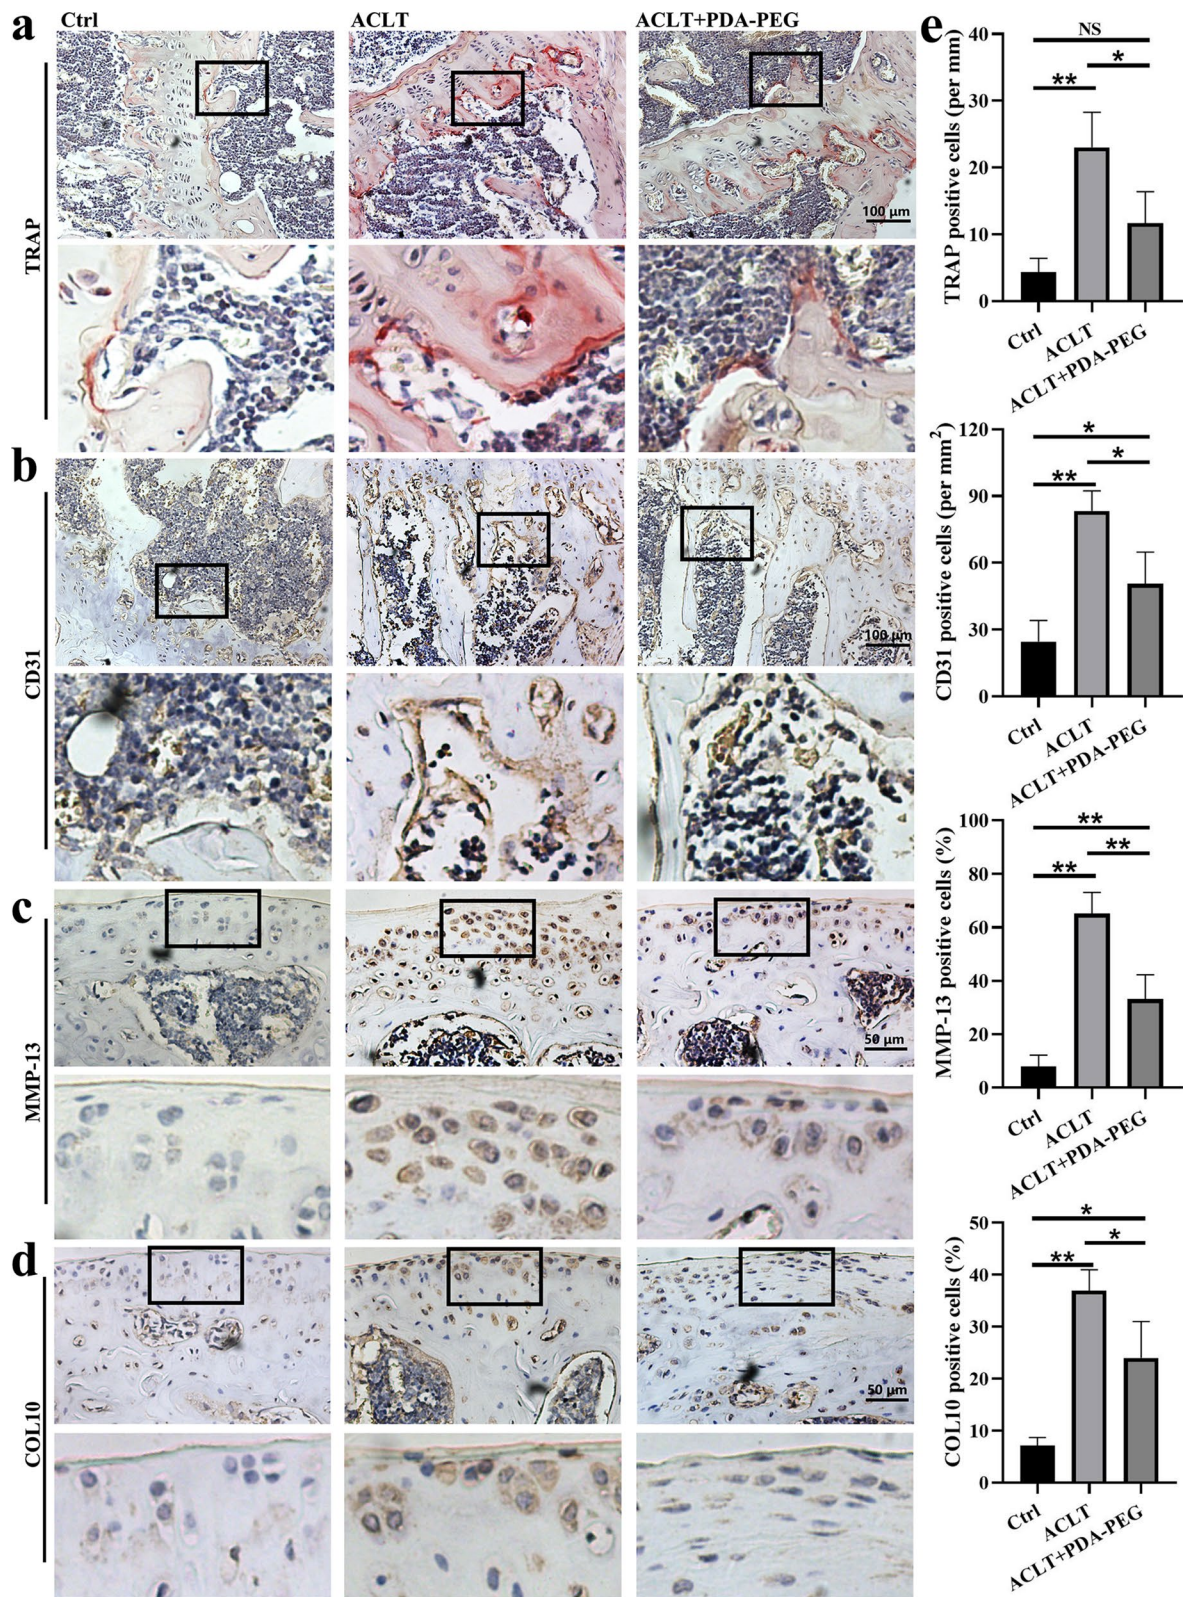 a
Ctrl
ACLT
ACLT+PDA-PEG
TRAP
100 μm
b
CD31
100 μm
c
MMP-13
50 μm
d
COL10
50 μm
e
TRAP positive cells (per mm)
40
30
20
10
0
NS
**
*
Ctrl
ACLT
ACLT+PDA-PEG
CD31 positive cells (per mm²)
120
90
60
30
0
*
*
**
Ctrl
ACLT
ACLT+PDA-PEG
MMP-13 positive cells (%)
100
80
60
40
20
0
**
**
**
Ctrl
ACLT
ACLT+PDA-PEG
COL10 positive cells (%)
50
40
30
20
10
0
*
*
**
Ctrl
ACLT
ACLT+PDA-PEG